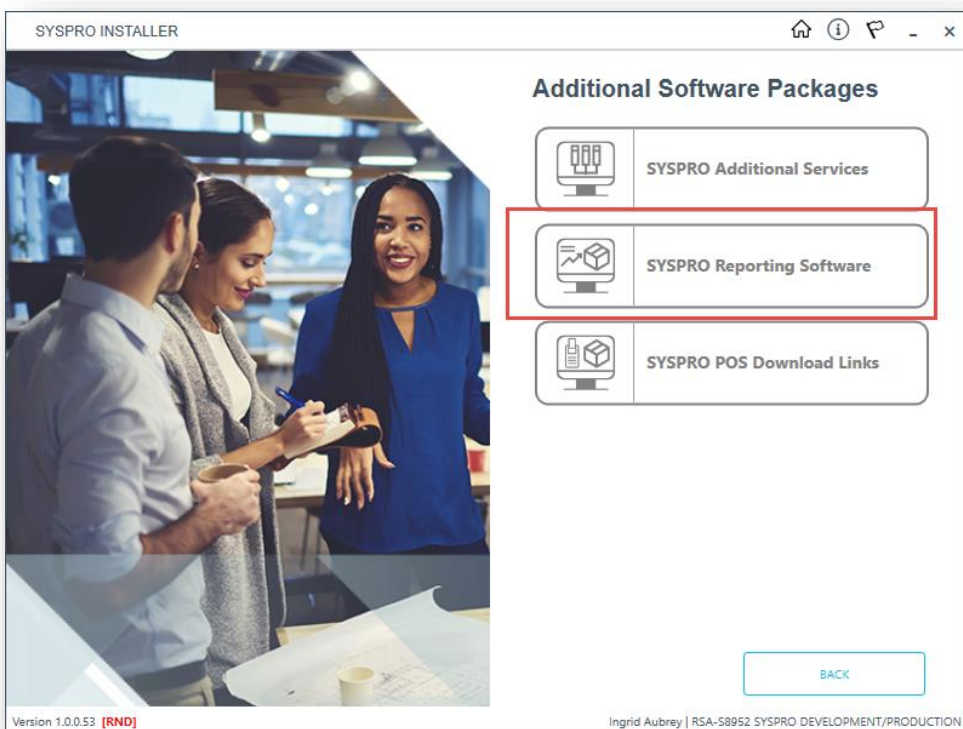 SYSPRO INSTALLER
Additional Software Packages
SYSPRO Additional Services
SYSPRO Reporting Software
SYSPRO POS Download Links
BACK
Version 1.0.0.53 [RND]
Ingrid Aubrey | RSA-S8952 SYSPRO DEVELOPMENT/PRODUCTION